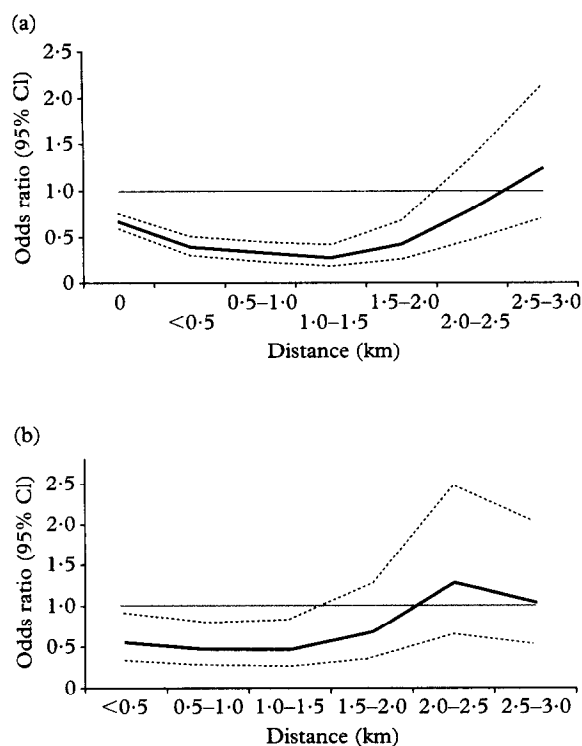 (a)
2·5
2·0
1·5
1·0
0·5
0
Odds ratio (95% CI)
0 0·5–1·0 1·5–2·0 2·5–3·0
<0·5 1·0–1·5 2·0–2·5
Distance (km)
(b)
2·5
2·0
1·5
1·0
0·5
0
Odds ratio (95% CI)
<0·5 0·5–1·0 1·0–1·5 1·5–2·0 2·0–2·5 2·5–3·0
Distance (km)